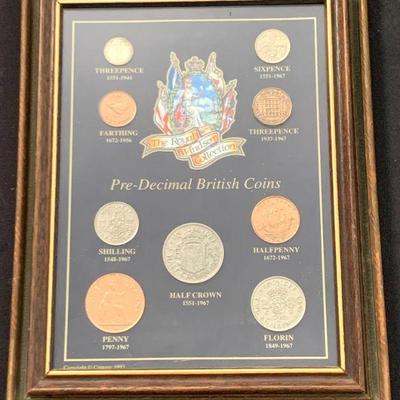 THREEPENCE
1551-1944
SIXPENCE
1551-1967
FARTHING
1672-1956
THREEPENCE
1937-1967
The Royal
Windsor
Collection
Pre-Decimal British Coins
SHILLING
1548-1967
HALFPENNY
1672-1967
HALF CROWN
1551-1967
PENNY
1797-1967
FLORIN
1849-1967
Copyright ©